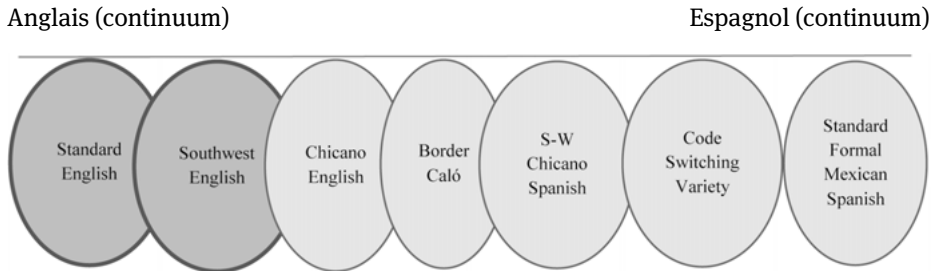 Anglais (continuum)
Espagnol (continuum)
Standard
English
Southwest
English
Chicano
English
Border
Caló
S-W
Chicano
Spanish
Code
Switching
Variety
Standard
Formal
Mexican
Spanish